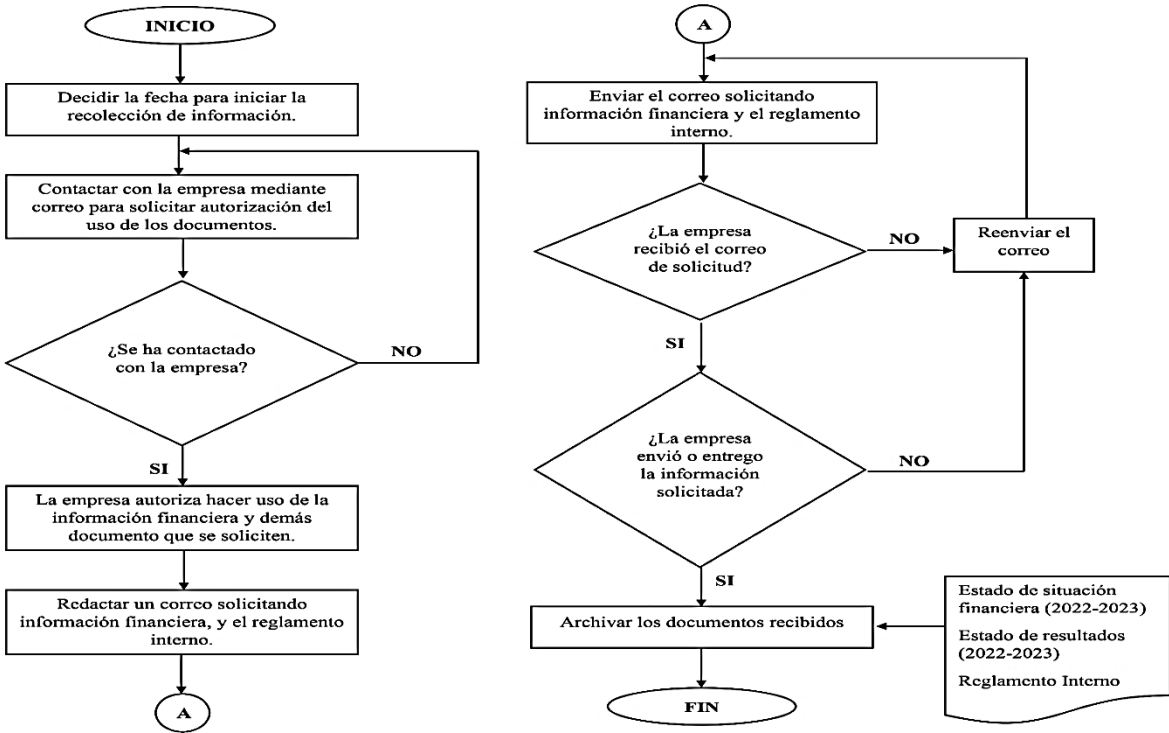 INICIO
Decidir la fecha para iniciar la
recolección de información.
Contactar con la empresa mediante
correo para solicitar autorización del
uso de los documentos.
¿Se ha contactado
con la empresa?
NO
SI
La empresa autoriza hacer uso de la
información financiera y demás
documento que se soliciten.
Redactar un correo solicitando
información financiera, y el reglamento
interno.
A
A
Enviar el correo solicitando
información financiera y el reglamento
interno.
¿La empresa
recibió el correo
de solicitud?
NO
Reenviar el
correo
SI
¿La empresa
envió o entrego
la información
solicitada?
NO
SI
Archivar los documentos recibidos
Estado de situación
financiera (2022-2023)
Estado de resultados
(2022-2023)
Reglamento Interno
FIN